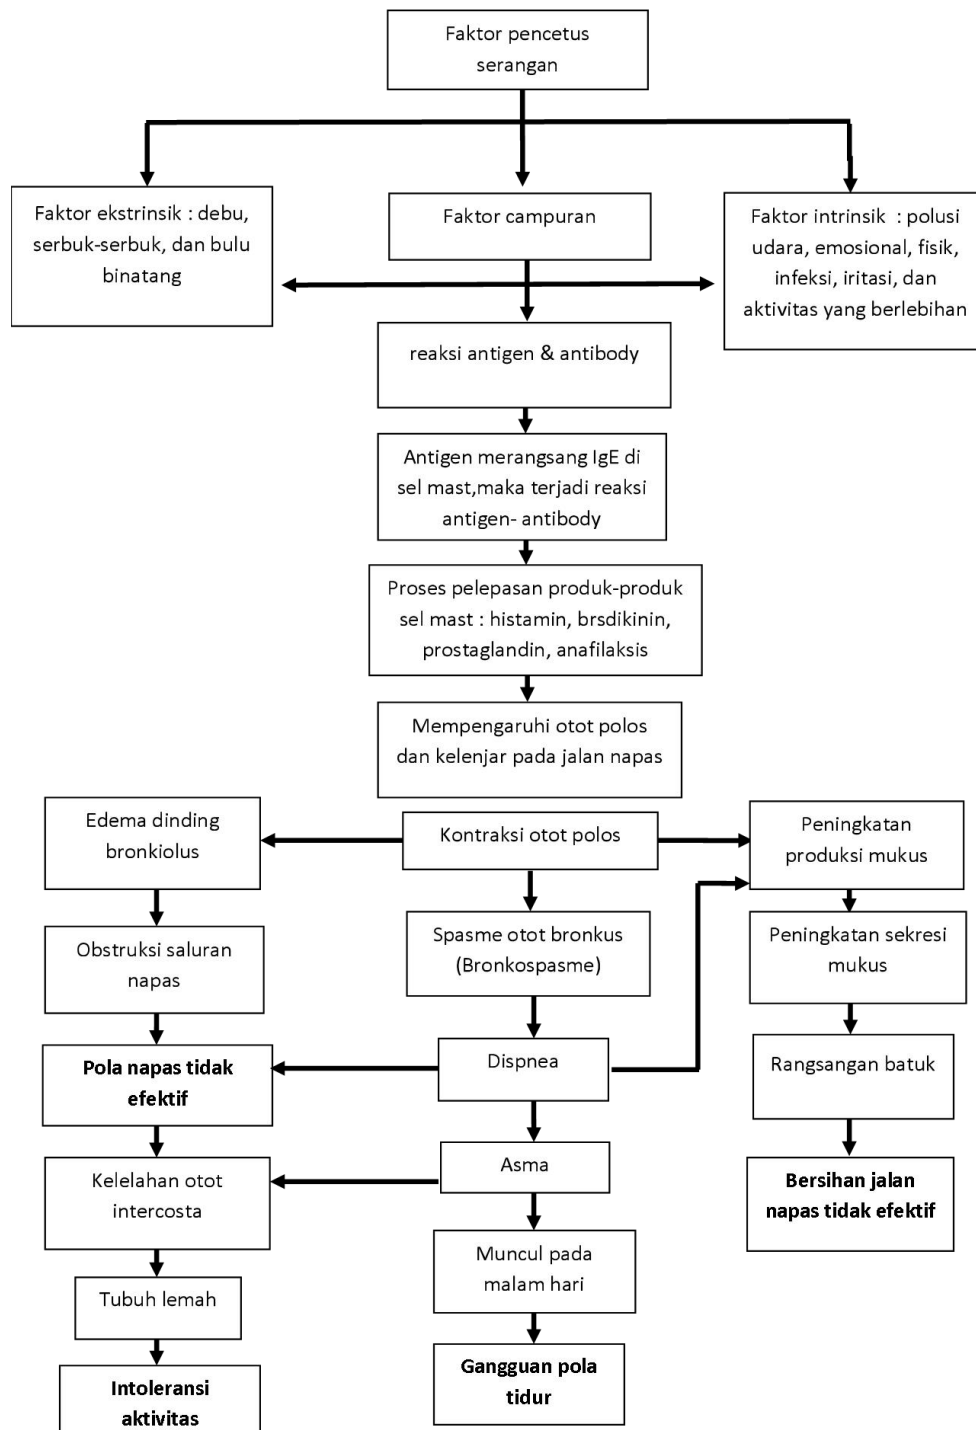 Faktor pencetus
serangan
Faktor ekstrinsik : debu,
serbuk-serbuk, dan bulu
binatang
Faktor campuran
Faktor intrinsik : polusi
udara, emosional, fisik,
infeksi, iritasi, dan
aktivitas yang berlebihan
reaksi antigen & antibody
Antigen merangsang IgE di
sel mast,maka terjadi reaksi
antigen- antibody
Proses pelepasan produk-produk
sel mast : histamin, brsdikinin,
prostaglandin, anafilaksis
Mempengaruhi otot polos
dan kelenjar pada jalan napas
Edema dinding
bronkiolus
Kontraksi otot polos
Peningkatan
produksi mukus
Obstruksi saluran
napas
Spasme otot bronkus
(Bronkospasme)
Peningkatan sekresi
mukus
Pola napas tidak
efektif
Dispnea
Rangsangan batuk
Kelelahan otot
intercosta
Asma
Bersihan jalan
napas tidak efektif
Tubuh lemah
Muncul pada
malam hari
Intoleransi
aktivitas
Gangguan pola
tidur